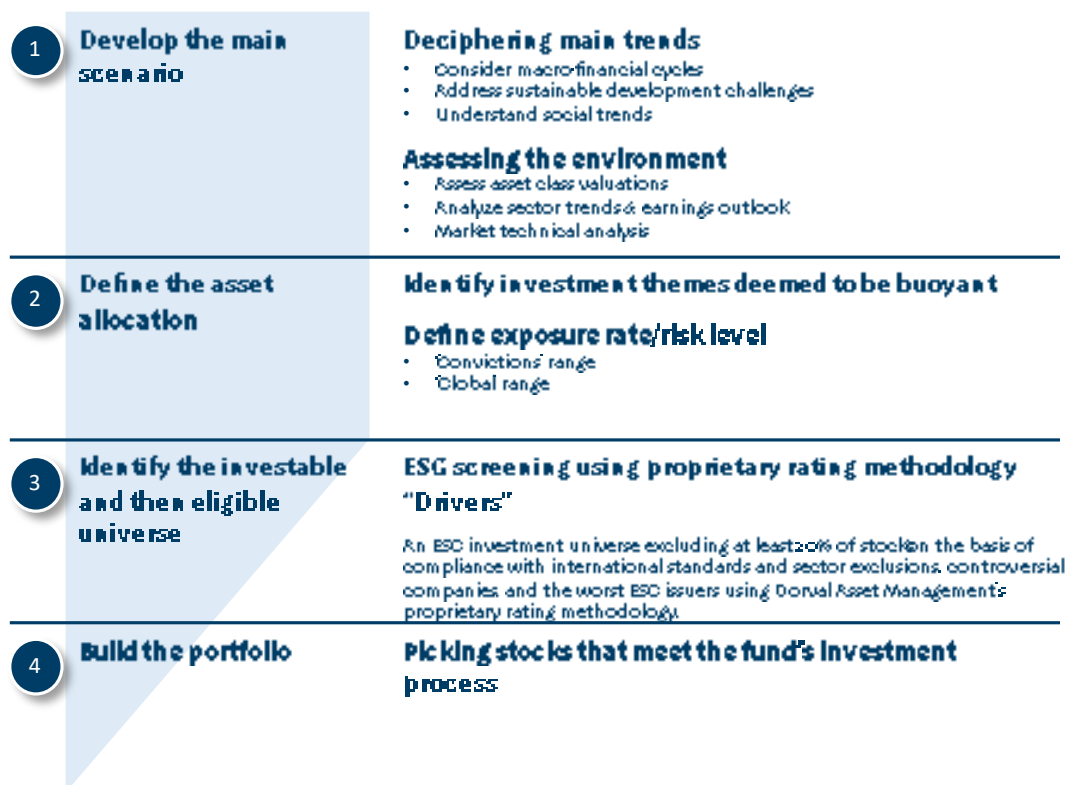 1
Develop the main
scenario
Deciphering main trends
• Consider macro-financial cycles
• Address sustainable development challenges
• Understand social trends
Assessing the environment
• Assess asset class valuations
• Analyze sector trends & earnings outlook
• Market technical analysis
2
Define the asset
allocation
Identify investment themes deemed to be buoyant
Define exposure rate/risk level
• 'Convictions' range
• 'Global' range
3
Identify the investable
and then eligible
universe
ESG screening using proprietary rating methodology
“Drivers”
An ESG investment universe excluding at least 20% of stocks on the basis of
compliance with international standards and sector exclusions, controversial
companies, and the worst ESG issuers using Dorval Asset Management's
proprietary rating methodology.
4
Build the portfolio
Picking stocks that meet the fund's investment
process